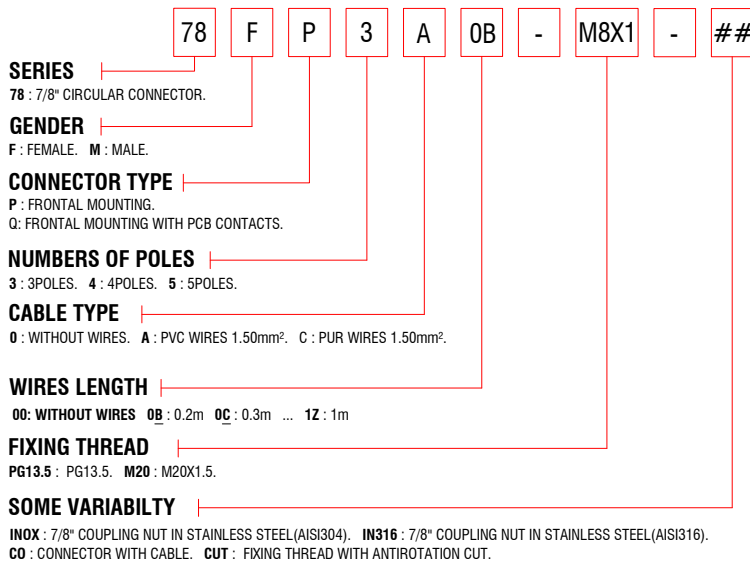 78 F P 3 A 0B - M8X1 - ##
SERIES
78 : 7/8" CIRCULAR CONNECTOR.
GENDER
F : FEMALE. M : MALE.
CONNECTOR TYPE
P : FRONTAL MOUNTING.
Q: FRONTAL MOUNTING WITH PCB CONTACTS.
NUMBERS OF POLES
3 : 3POLES. 4 : 4POLES. 5 : 5POLES.
CABLE TYPE
0 : WITHOUT WIRES. A : PVC WIRES 1.50mm². C : PUR WIRES 1.50mm².
WIRES LENGTH
00: WITHOUT WIRES 0B : 0.2m 0C : 0.3m ... 1Z : 1m
FIXING THREAD
PG13.5 : PG13.5. M20 : M20X1.5.
SOME VARIABILTY
INOX : 7/8" COUPLING NUT IN STAINLESS STEEL(AISI304). IN316 : 7/8" COUPLING NUT IN STAINLESS STEEL(AISI316).
CO : CONNECTOR WITH CABLE. CUT : FIXING THREAD WITH ANTIROTATION CUT.